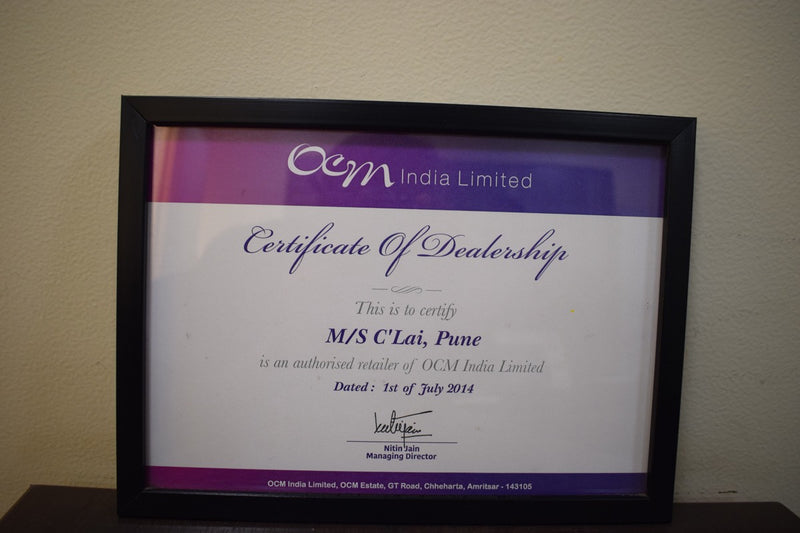 OCM India Limited
Certificate Of Dealership
This is to certify
M/S C'Lai, Pune
is an authorised retailer of OCM India Limited
Dated : 1st of July 2014
Nitin Jain
Managing Director
OCM India Limited, OCM Estate, GT Road, Chheharta, Amritsar - 143105